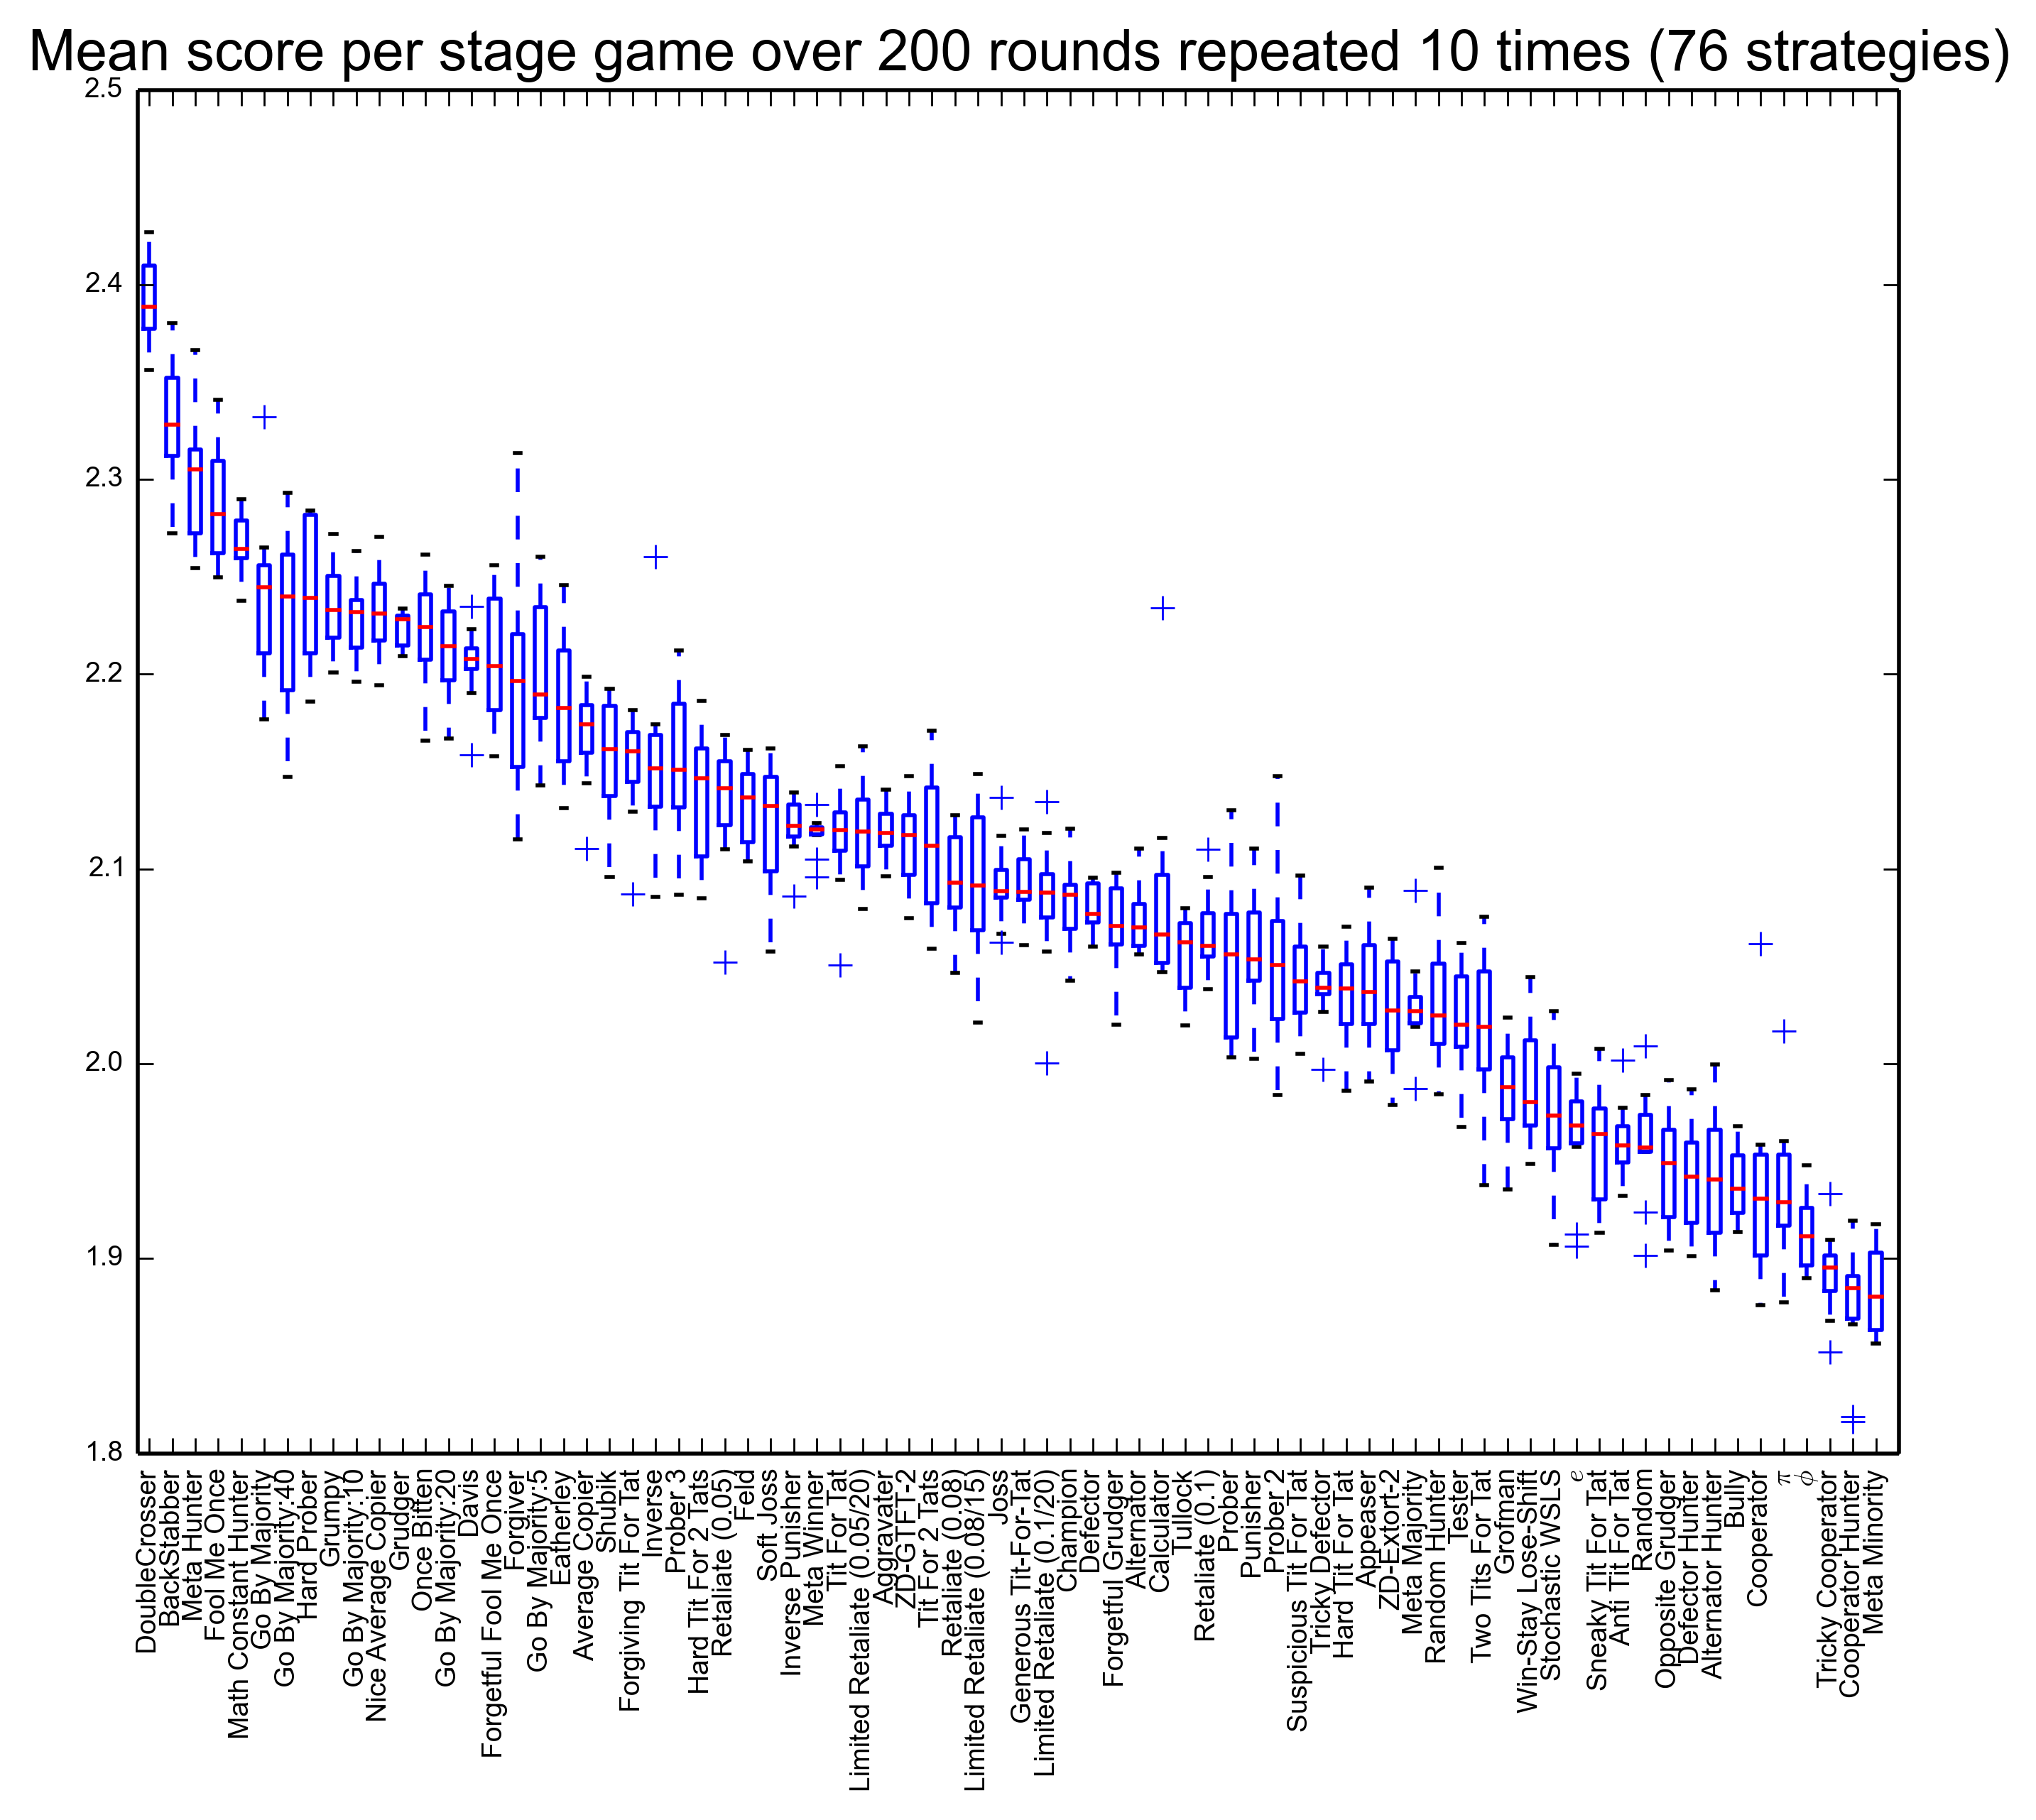 Mean score per stage game over 200 rounds repeated 10 times (76 strategies)
2.5
2.4
2.3
2.2
2.1
2.0
1.9
1.8
DoubleCrosser
BackStabber
Meta Hunter
Fool Me Once
Math Constant Hunter
Go By Majority
Go By Majority:40
Hard Prober
Grumpy
Go By Majority:10
Nice Average Copier
Grudger
Once Bitten
Go By Majority:20
Davis
Forgetful Fool Me Once
Forgiver
Go By Majority:5
Eatherley
Average Copier
Shubik
Forgiving Tit For Tat
Inverse
Prober 3
Hard Tit For 2 Tats
Retaliate (0.05)
Feld
Soft Joss
Inverse Punisher
Meta Winner
Tit For Tat
Limited Retaliate (0.05/20)
Aggravater
ZD-GTFT-2
Tit For 2 Tats
Retaliate (0.08)
Limited Retaliate (0.08/15)
Joss
Generous Tit-For-Tat
Limited Retaliate (0.1/20)
Champion
Defector
Forgetful Grudger
Alternator
Calculator
Tullock
Retaliate (0.1)
Prober
Punisher
Prober 2
Suspicious Tit For Tat
Tricky Defector
Hard Tit For Tat
Appeaser
ZD-Extort-2
Meta Majority
Random Hunter
Tester
Two Tits For Tat
Grofman
Win-Stay Lose-Shift
Stochastic WSLS
e
Sneaky Tit For Tat
Anti Tit For Tat
Random
Opposite Grudger
Defector Hunter
Alternator Hunter
Bully
Cooperator
π
ϕ
Tricky Cooperator
Cooperator Hunter
Meta Minority